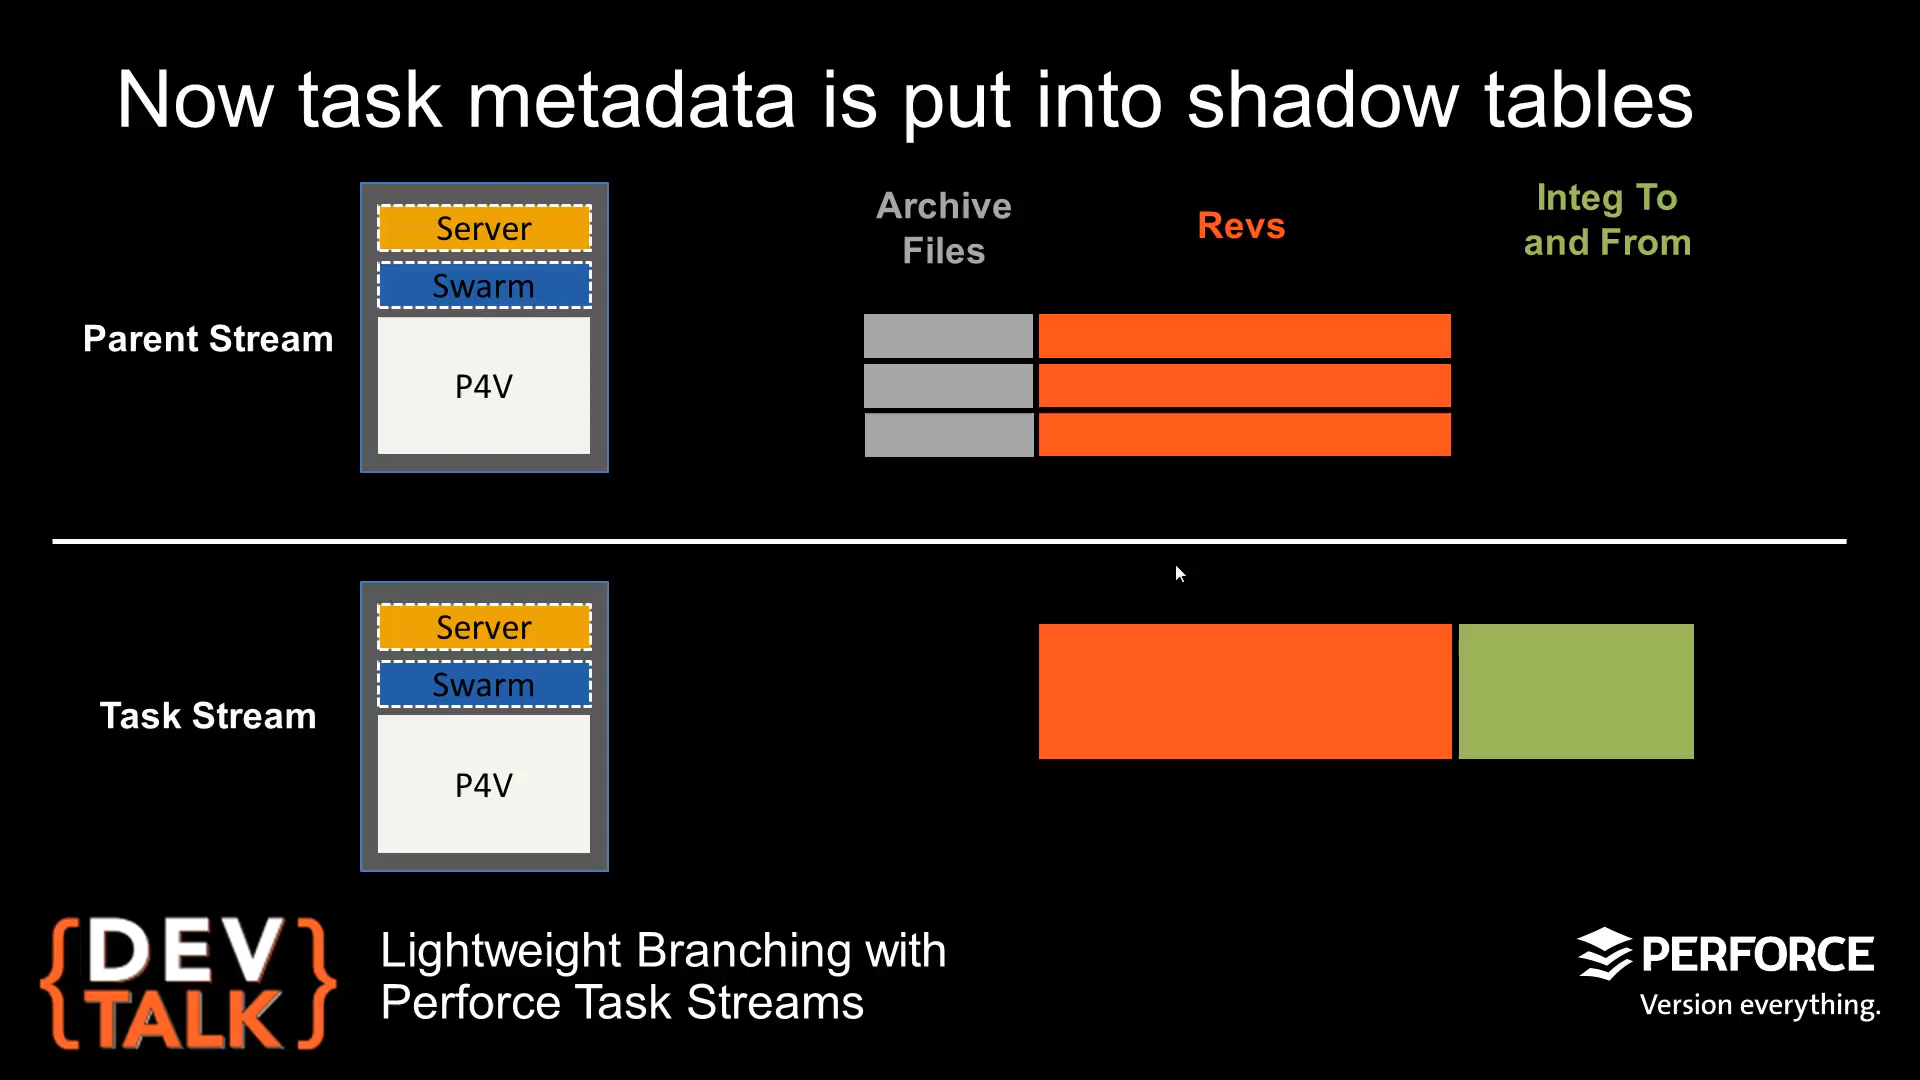 Now task metadata is put into shadow tables
Archive
Files
Revs
Integ To
and From
Parent Stream
Server
Swarm
P4V
Task Stream
Server
Swarm
P4V
{DEV
TALK}
Lightweight Branching with
Perforce Task Streams
PERFORCE
Version everything.